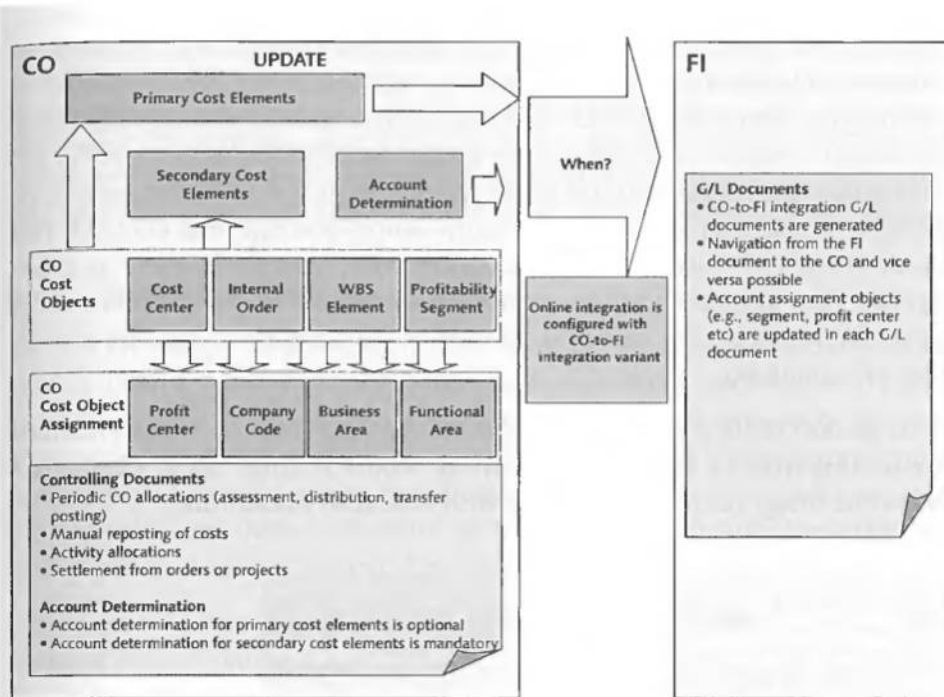 CO
UPDATE
Primary Cost Elements
Secondary Cost
Elements
Account
Determination
When?
CO
Cost
Objects
Cost
Center
Internal
Order
WBS
Element
Profitability
Segment
Online integration is
configured with
CO-to-FI
integration variant
CO
Cost Object
Assignment
Profit
Center
Company
Code
Business
Area
Functional
Area
Controlling Documents
• Periodic CO allocations (assessment, distribution, transfer
posting)
• Manual reposting of costs
• Activity allocations
• Settlement from orders or projects
Account Determination
• Account determination for primary cost elements is optional
• Account determination for secondary cost elements is mandatory
FI
G/L Documents
• CO-to-FI integration G/L
documents are generated
• Navigation from the FI
document to the CO and vice
versa possible
• Account assignment objects
(e.g., segment, profit center
etc) are updated in each G/L
document